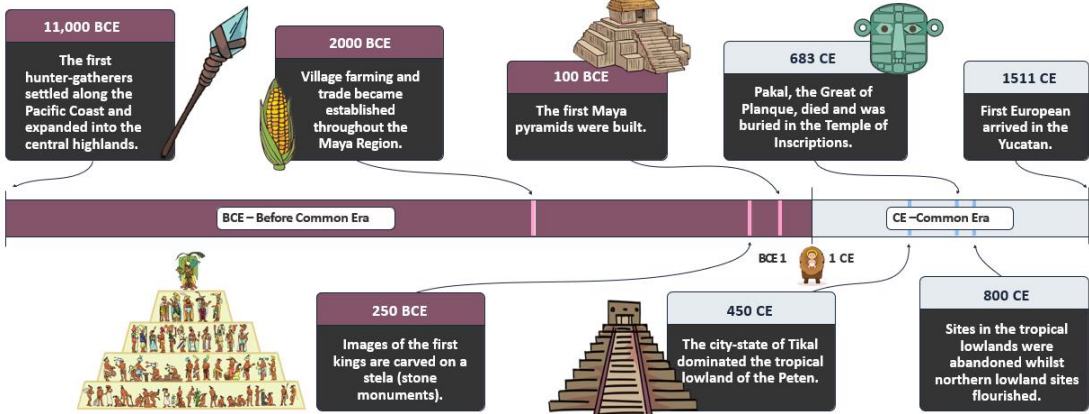 11,000 BCE
The first
hunter-gatherers
settled along the
Pacific Coast and
expanded into the
central highlands.
2000 BCE
Village farming and
trade became
established
throughout the
Maya Region.
100 BCE
The first Maya
pyramids were built.
683 CE
Pakal, the Great of
Planque, died and was
buried in the Temple of
Inscriptions.
1511 CE
First European
arrived in the
Yucatan.
BCE – Before Common Era
CE –Common Era
BCE 1
1 CE
250 BCE
Images of the first
kings are carved on a
stela (stone
monuments).
450 CE
The city-state of Tikal
dominated the tropical
lowland of the Peten.
800 CE
Sites in the tropical
lowlands were
abandoned whilst
northern lowland sites
flourished.